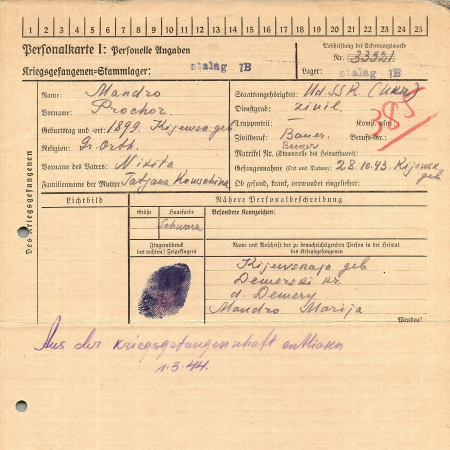 1 2 3 4 5 6 7 8 9 10 11 12 13 14 15 16 17 18 19 20 21 22 23 24 25
Personalkarte I: Personelle Angaben
Kriegsgefangenen-Stammlager: Stalag 7B
Beschriftung der Erkennungsmarke
Nr. 33521
Lager: Stalag 7B
Des Kriegsgefangenen
Name: Mandro
Vorname: Prochor
Geburtstag und -ort: 1899. Kijewsk. geb.
Religion: Gr. Orth.
Vorname des Vaters: Nikita
Familienname der Mutter: Tatjana
Staatsangehörigkeit: UdSSR (Ukr)
Dienstgrad: zivil
Truppenteil: — Komp. usw.:
Zivilberuf: Bauer. Berufs-Gr.:
Matrikel Nr. (Stammrolle des Heimatstaates):
Gefangennahme (Ort und Datum): 28.10.43. Kijewsk. geb
Ob gesund, krank, verwundet eingeliefert:
385
Lichtbild
Nähere Personalbeschreibung
Größe Haarfarbe Besondere Kennzeichen:
Schwarz
Fingerabdruck
des rechten! Zeigefingers
Name und Anschrift der zu benachrichtigenden Person in der Heimat
des Kriegsgefangenen
Kijewskaja geb
Demerski
d. Demery
Mandro Marija
Wenden!
Aus der Kriegsgefangenschaft entlassen
1.3.44.